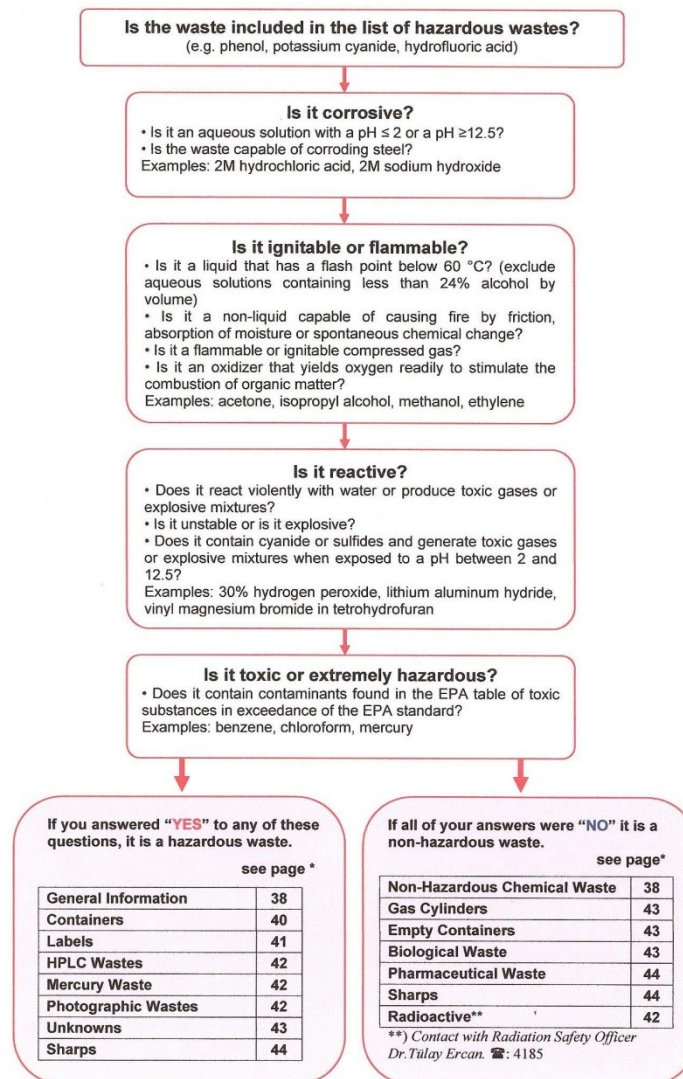 Is the waste included in the list of hazardous wastes?
(e.g. phenol, potassium cyanide, hydrofluoric acid)
Is it corrosive?
• Is it an aqueous solution with a pH ≤ 2 or a pH ≥12.5?
• Is the waste capable of corroding steel?
Examples: 2M hydrochloric acid, 2M sodium hydroxide
Is it ignitable or flammable?
• Is it a liquid that has a flash point below 60 °C? (exclude
aqueous solutions containing less than 24% alcohol by
volume)
• Is it a non-liquid capable of causing fire by friction,
absorption of moisture or spontaneous chemical change?
• Is it a flammable or ignitable compressed gas?
• Is it an oxidizer that yields oxygen readily to stimulate the
combustion of organic matter?
Examples: acetone, isopropyl alcohol, methanol, ethylene
Is it reactive?
• Does it react violently with water or produce toxic gases or
explosive mixtures?
• Is it unstable or is it explosive?
• Does it contain cyanide or sulfides and generate toxic gases
or explosive mixtures when exposed to a pH between 2 and
12.5?
Examples: 30% hydrogen peroxide, lithium aluminum hydride,
vinyl magnesium bromide in tetrohydrofuran
Is it toxic or extremely hazardous?
• Does it contain contaminants found in the EPA table of toxic
substances in exceedance of the EPA standard?
Examples: benzene, chloroform, mercury
If you answered "YES" to any of these
questions, it is a hazardous waste.
see page *
General Information 38
Containers 40
Labels 41
HPLC Wastes 42
Mercury Waste 42
Photographic Wastes 42
Unknowns 43
Sharps 44
If all of your answers were "NO" it is a
non-hazardous waste.
see page*
Non-Hazardous Chemical Waste 38
Gas Cylinders 43
Empty Containers 43
Biological Waste 43
Pharmaceutical Waste 44
Sharps 44
Radioactive** 42
**) Contact with Radiation Safety Officer
Dr.Tülay Ercan. ☎: 4185